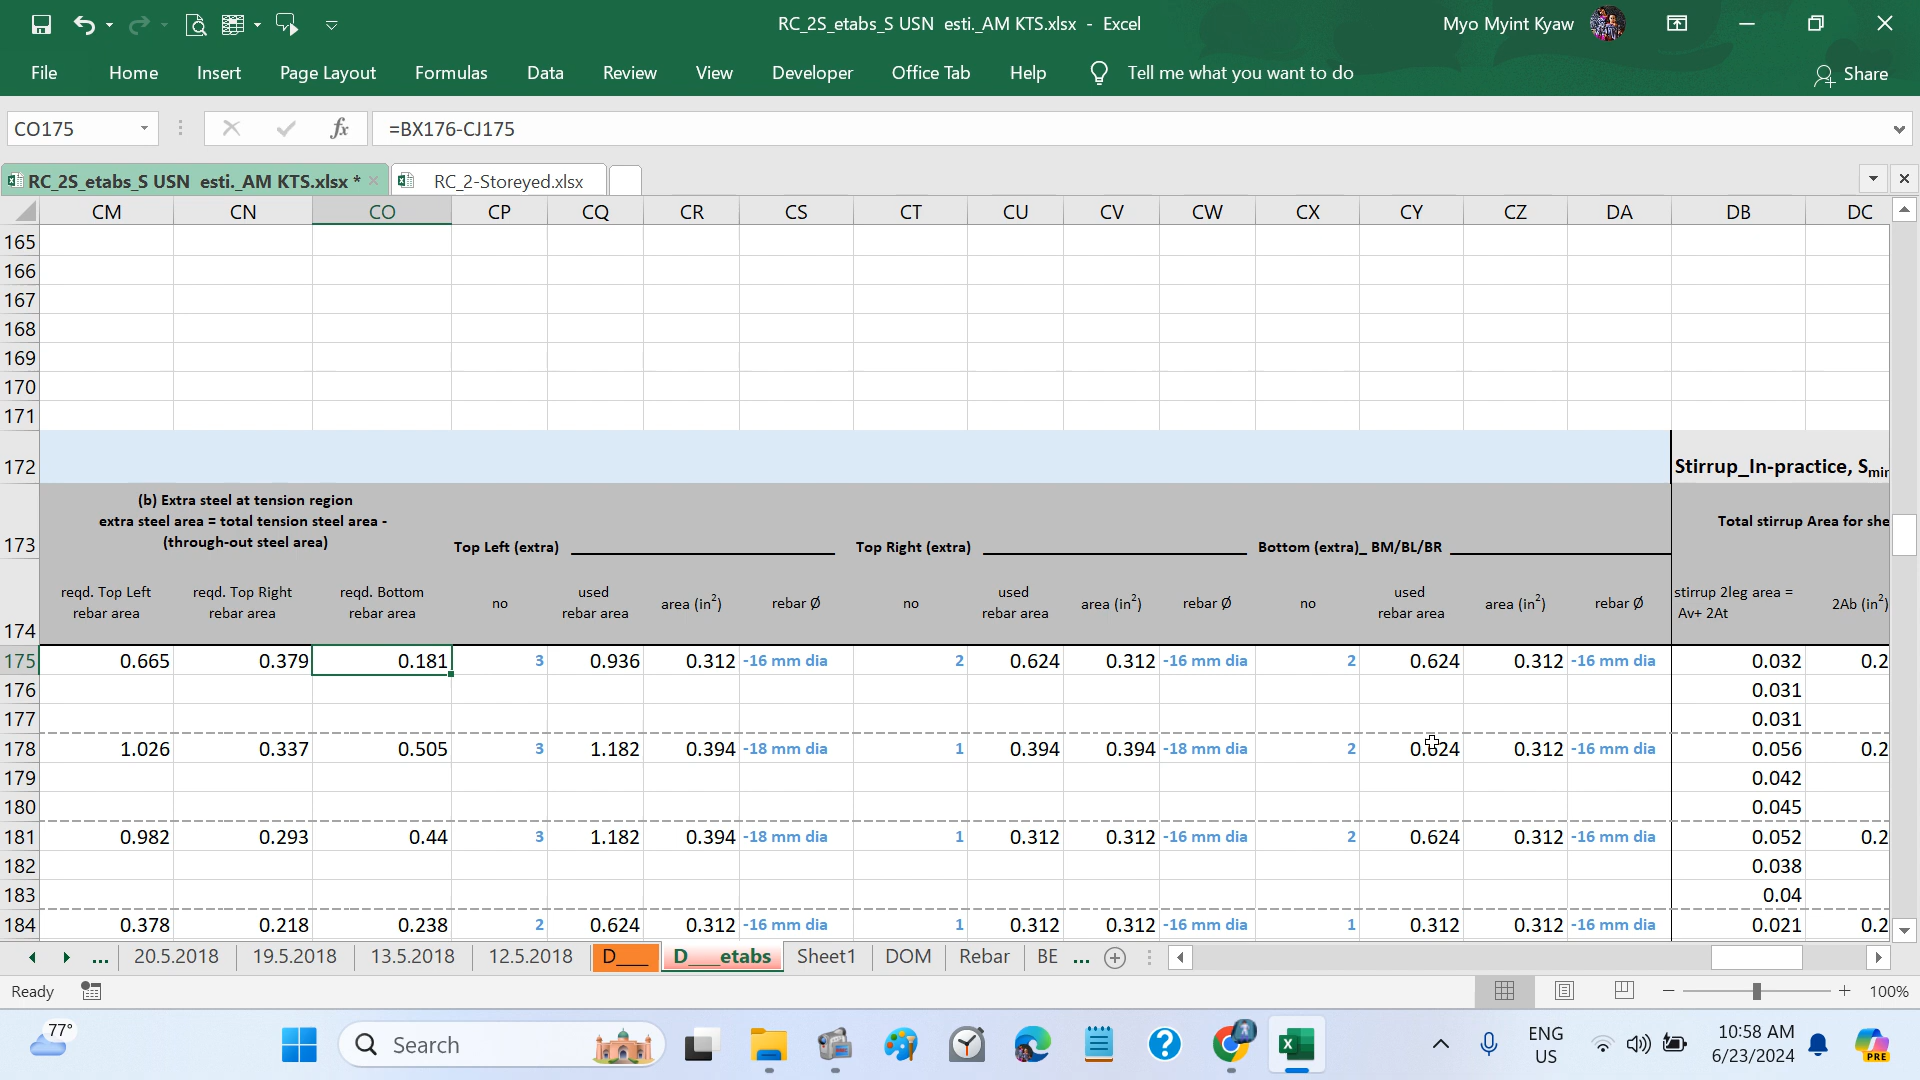 RC_2S_etabs_S USN esti._AM KTS.xlsx - Excel
Myo Myint Kyaw
File Home Insert Page Layout Formulas Data Review View Developer Office Tab Help Tell me what you want to do Share
CO175 fx =BX176-CJ175
RC_2S_etabs_S USN esti._AM KTS.xlsx * RC_2-Storeyed.xlsx
CM CN CO CP CQ CR CS CT CU CV CW CX CY CZ DA DB DC
165
166
167
168
169
170
171
172 Stirrup_In-practice, Smin
173 (b) Extra steel at tension region
extra steel area = total tension steel area -
(through-out steel area)
Top Left (extra) Top Right (extra) Bottom (extra)_ BM/BL/BR
Total stirrup Area for she
174 reqd. Top Left rebar area reqd. Top Right rebar area reqd. Bottom rebar area no used rebar area area (in2) rebar Ø no used rebar area area (in2) rebar Ø no used rebar area area (in2) rebar Ø stirrup 2leg area = Av+ 2At 2Ab (in2)
175 0.665 0.379 0.181 3 0.936 0.312 -16 mm dia 2 0.624 0.312 -16 mm dia 2 0.624 0.312 -16 mm dia 0.032 0.2
176 0.031
177 0.031
178 1.026 0.337 0.505 3 1.182 0.394 -18 mm dia 1 0.394 0.394 -18 mm dia 2 0.624 0.312 -16 mm dia 0.056 0.2
179 0.042
180 0.045
181 0.982 0.293 0.44 3 1.182 0.394 -18 mm dia 1 0.312 0.312 -16 mm dia 2 0.624 0.312 -16 mm dia 0.052 0.2
182 0.038
183 0.04
184 0.378 0.218 0.238 2 0.624 0.312 -16 mm dia 1 0.312 0.312 -16 mm dia 1 0.312 0.312 -16 mm dia 0.021 0.2
... 20.5.2018 19.5.2018 13.5.2018 12.5.2018 D___ D___etabs Sheet1 DOM Rebar BE ...
Ready 100%
77° Search ENG US 10:58 AM 6/23/2024 PRE